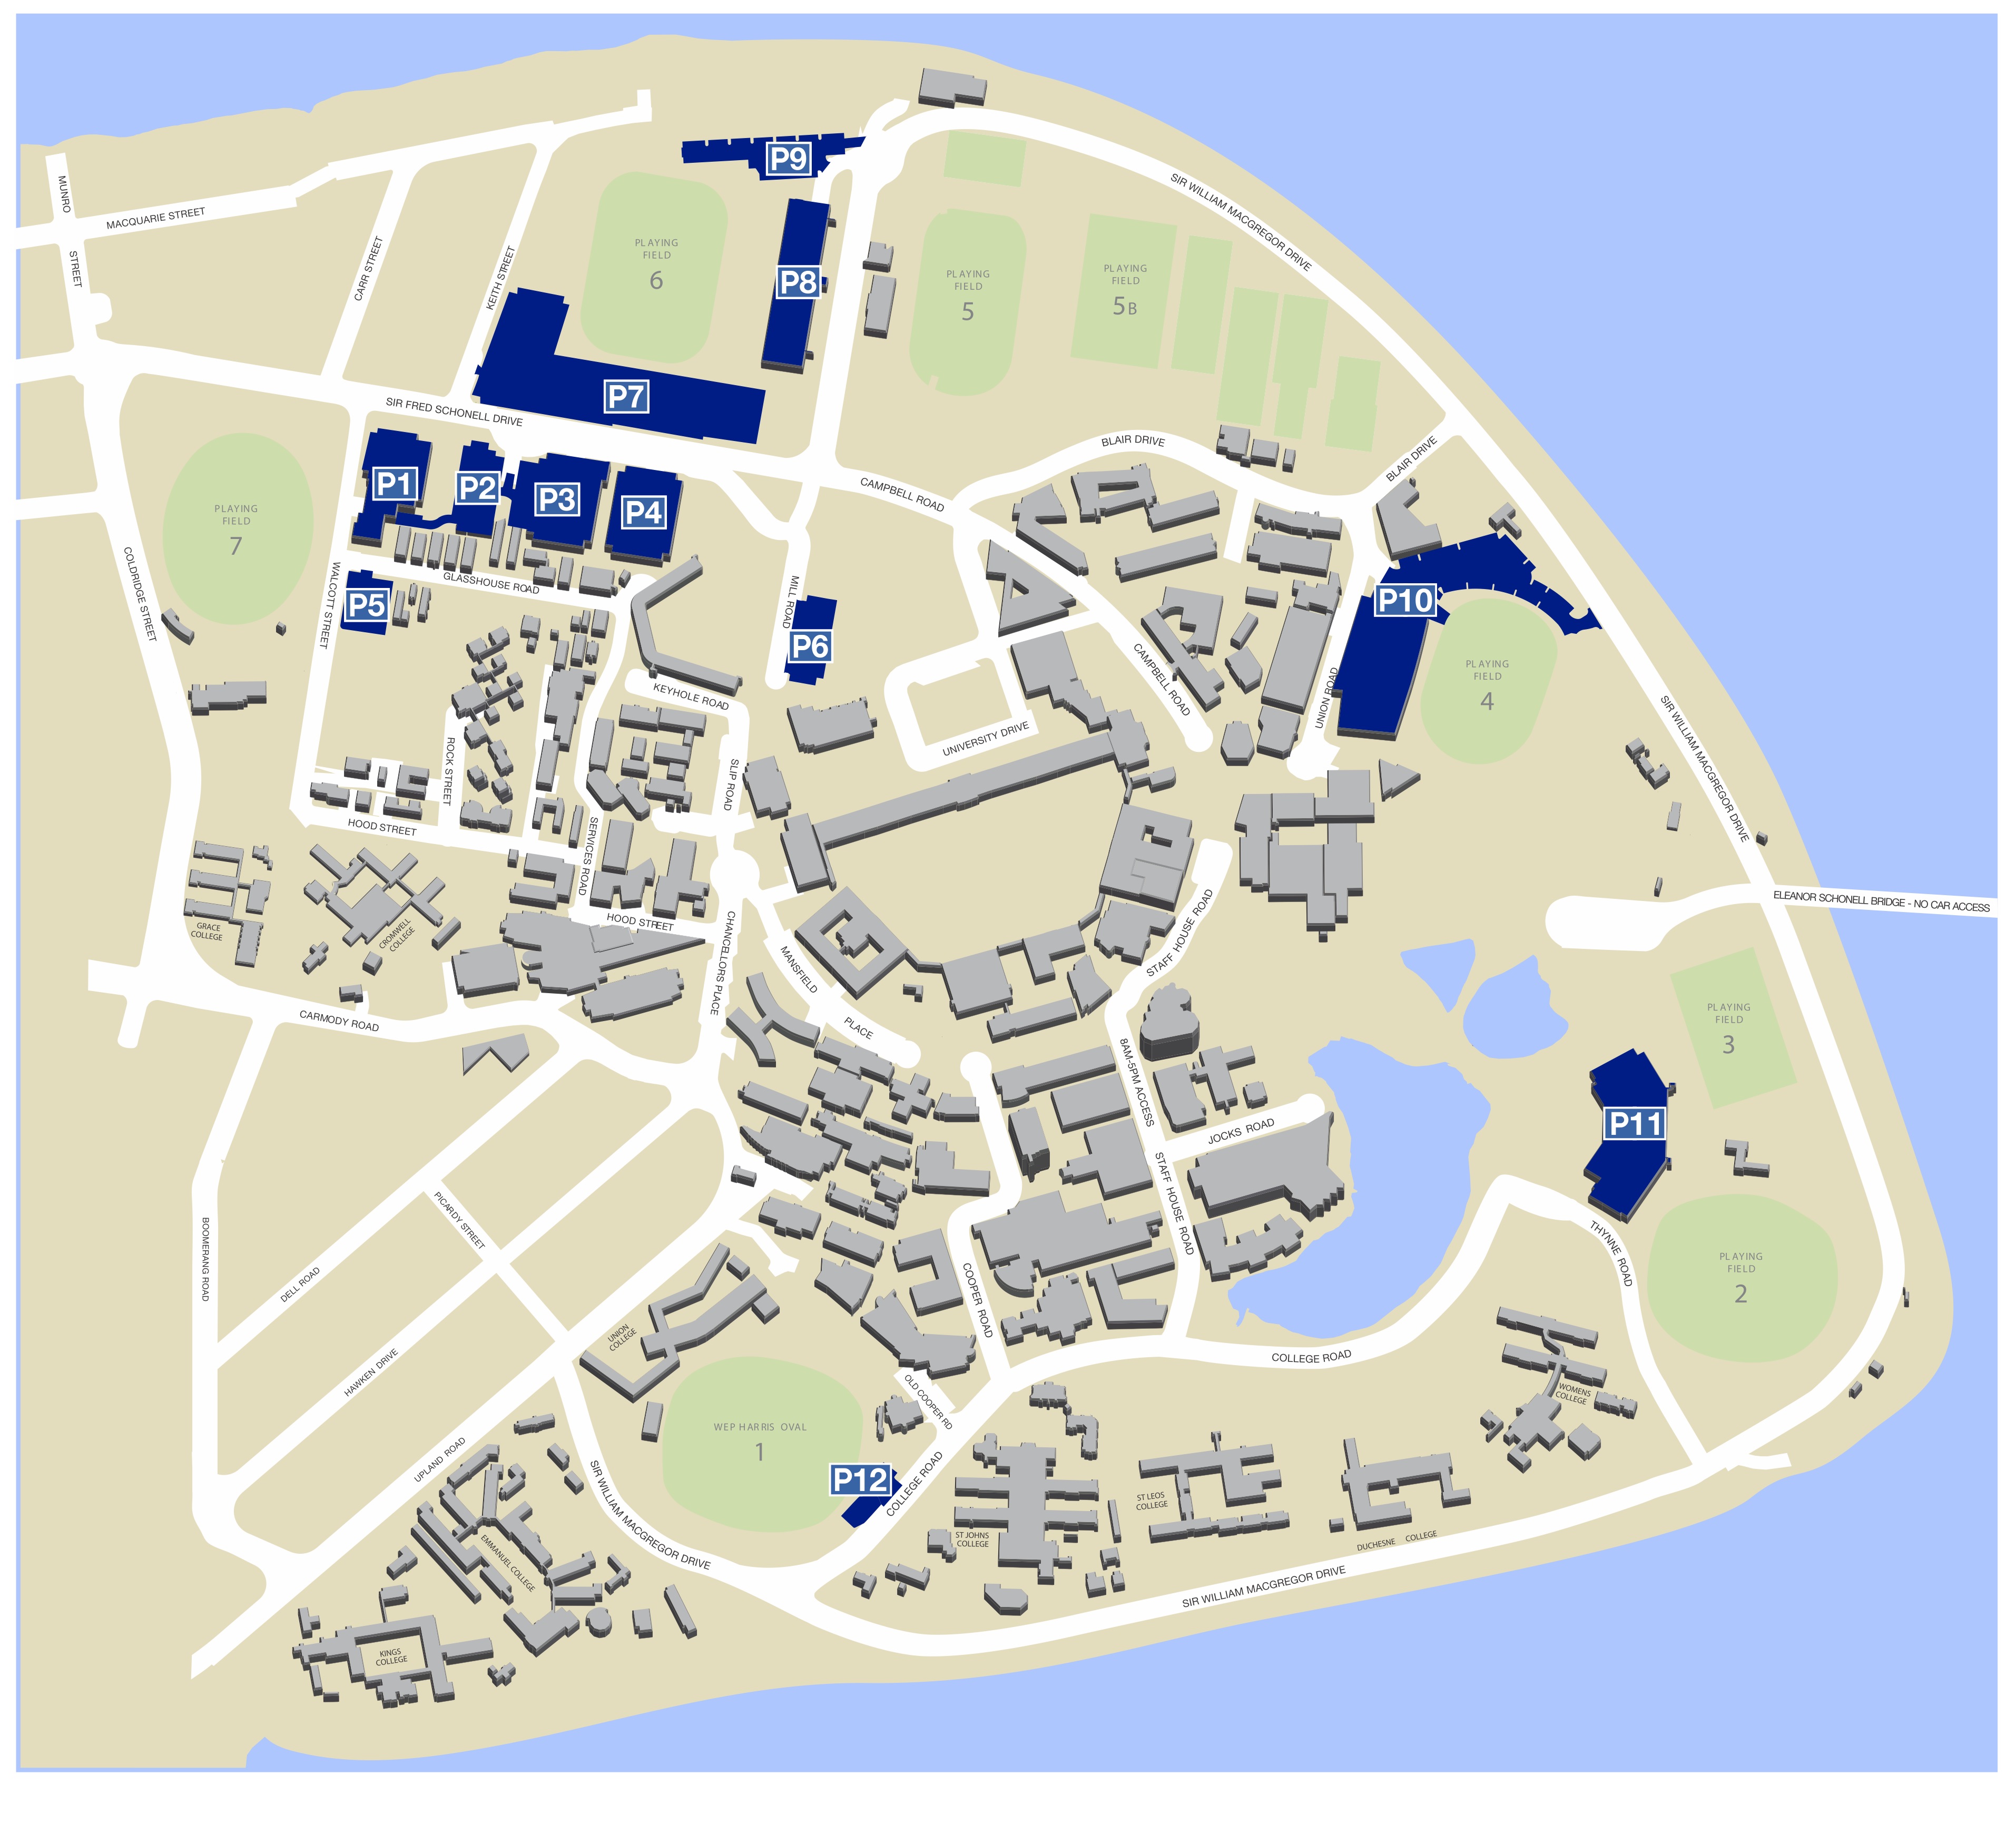 P9
MUNRO
STREET
MACQUARIE STREET
CARR STREET
KEITH STREET
SIR WILLIAM MACGREGOR DRIVE
PLAYING
FIELD
6
P8
PLAYING
FIELD
5
PLAYING
FIELD
5B
P7
SIR FRED SCHONELL DRIVE
BLAIR DRIVE
BLAIR DRIVE
P1
P2
P3
P4
CAMPBELL ROAD
PLAYING
FIELD
7
COLDRIDGE STREET
WALCOTT STREET
GLASSHOUSE ROAD
P5
MILL ROAD
P6
P10
CAMPBELL ROAD
UNION ROAD
PLAYING
FIELD
4
KEYHOLE ROAD
UNIVERSITY DRIVE
SIR WILLIAM MACGREGOR DRIVE
ROCK STREET
SLIP ROAD
HOOD STREET
SERVICES ROAD
ELEANOR SCHONELL BRIDGE - NO CAR ACCESS
GRACE
COLLEGE
CROMWELL
COLLEGE
HOOD STREET
CHANCELLORS PLACE
MANSFIELD
PLACE
STAFF HOUSE ROAD
CARMODY ROAD
PLAYING
FIELD
3
8AM-5PM ACCESS
P11
JOCKS ROAD
STAFF HOUSE ROAD
PICARDY STREET
BOOMERANG ROAD
DELL ROAD
THYNNE ROAD
PLAYING
FIELD
2
COOPER ROAD
UNION
COLLEGE
HAWKEN DRIVE
COLLEGE ROAD
OLD COOPER RD
WOMENS
COLLEGE
WEP HARRIS OVAL
1
UPLAND ROAD
P12
COLLEGE ROAD
SIR WILLIAM MACGREGOR DRIVE
ST LEOS
COLLEGE
ST JOHNS
COLLEGE
DUCHESNE COLLEGE
EMMANUEL COLLEGE
SIR WILLIAM MACGREGOR DRIVE
KINGS
COLLEGE